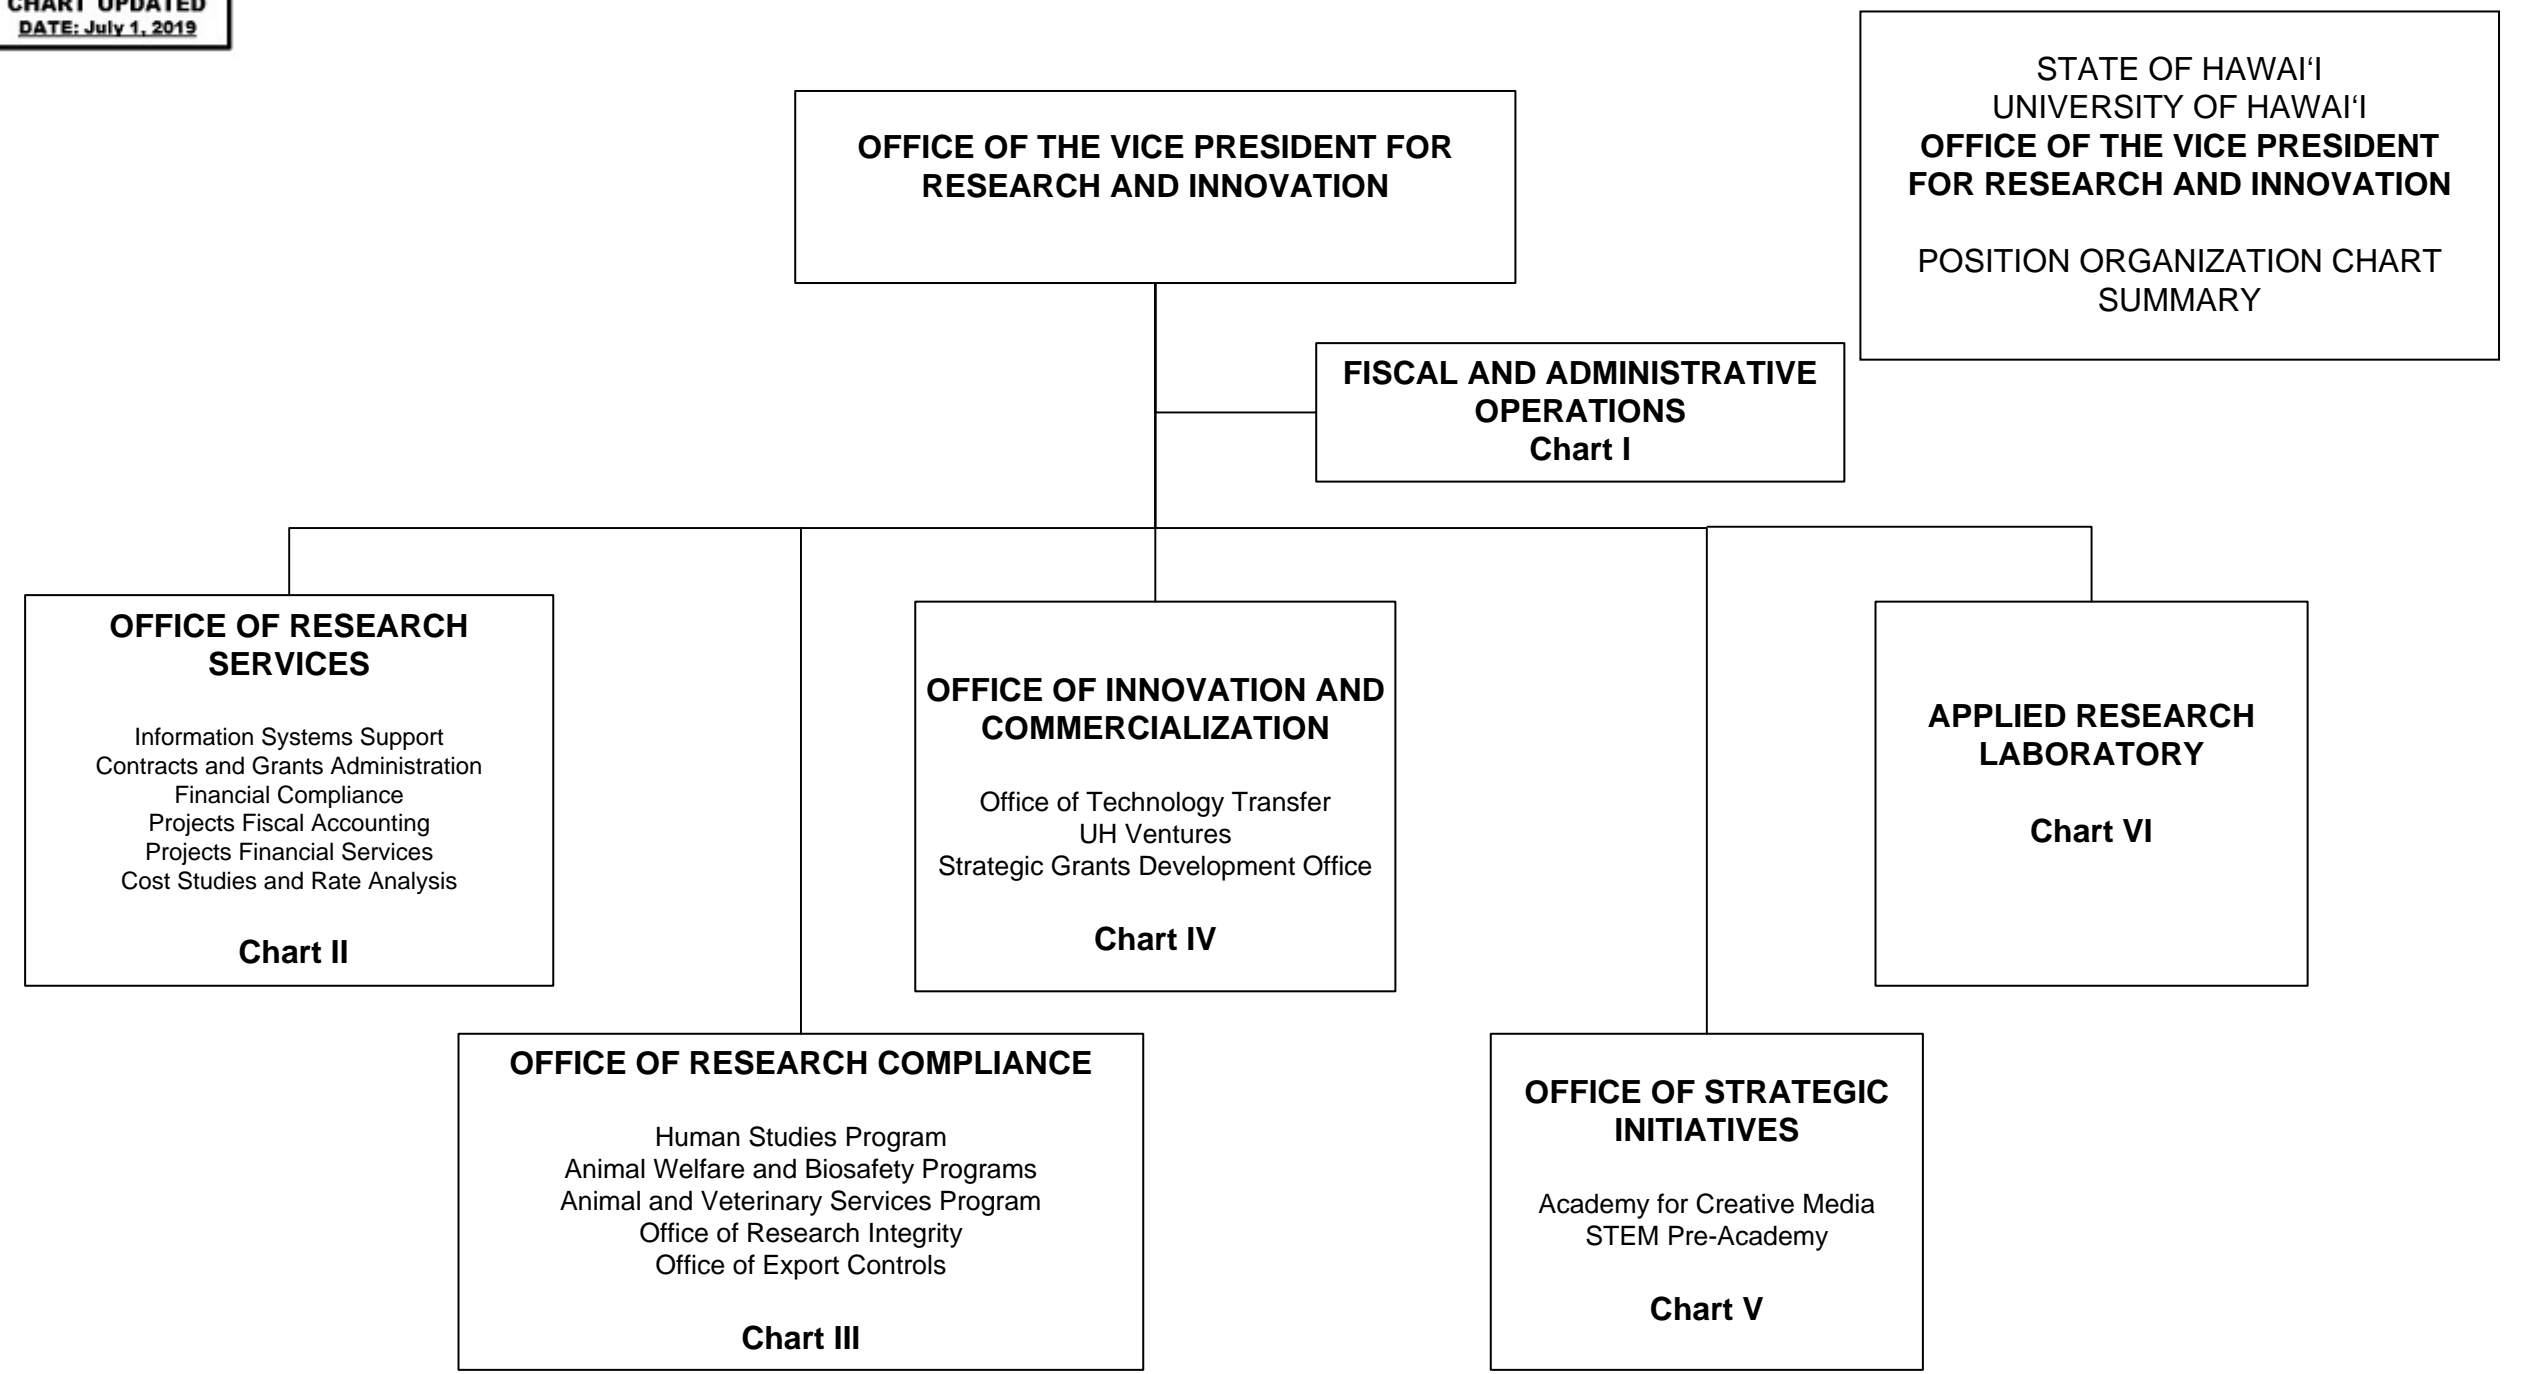 CHART UPDATED
DATE: July 1, 2019
STATE OF HAWAI‘I
UNIVERSITY OF HAWAI‘I
OFFICE OF THE VICE PRESIDENT
FOR RESEARCH AND INNOVATION
POSITION ORGANIZATION CHART
SUMMARY
OFFICE OF THE VICE PRESIDENT FOR
RESEARCH AND INNOVATION
FISCAL AND ADMINISTRATIVE
OPERATIONS
Chart I
OFFICE OF RESEARCH
SERVICES
Information Systems Support
Contracts and Grants Administration
Financial Compliance
Projects Fiscal Accounting
Projects Financial Services
Cost Studies and Rate Analysis
Chart II
OFFICE OF INNOVATION AND
COMMERCIALIZATION
Office of Technology Transfer
UH Ventures
Strategic Grants Development Office
Chart IV
APPLIED RESEARCH
LABORATORY
Chart VI
OFFICE OF RESEARCH COMPLIANCE
Human Studies Program
Animal Welfare and Biosafety Programs
Animal and Veterinary Services Program
Office of Research Integrity
Office of Export Controls
Chart III
OFFICE OF STRATEGIC
INITIATIVES
Academy for Creative Media
STEM Pre-Academy
Chart V